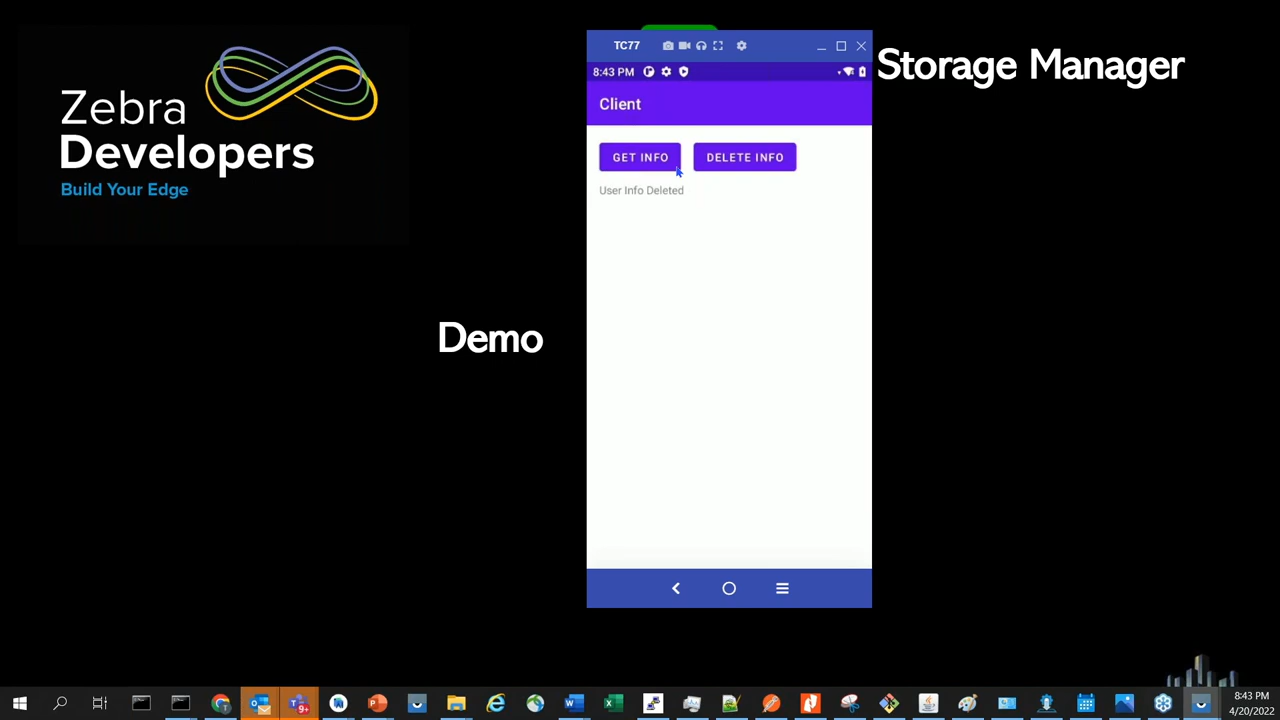 Zebra
Developers
Build Your Edge
TC77
8:43 PM
Client
GET INFO
DELETE INFO
User Info Deleted
Storage Manager
Demo
9+
8:43 PM
4/20/2022